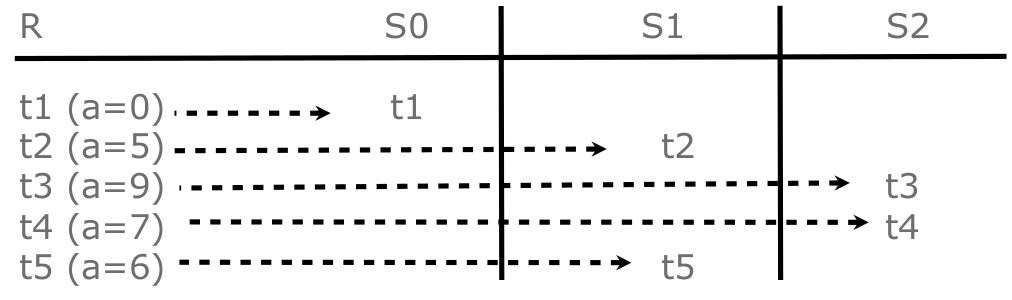 R S0 S1 S2
t1 (a=0) t1
t2 (a=5) t2
t3 (a=9) t3
t4 (a=7) t4
t5 (a=6) t5